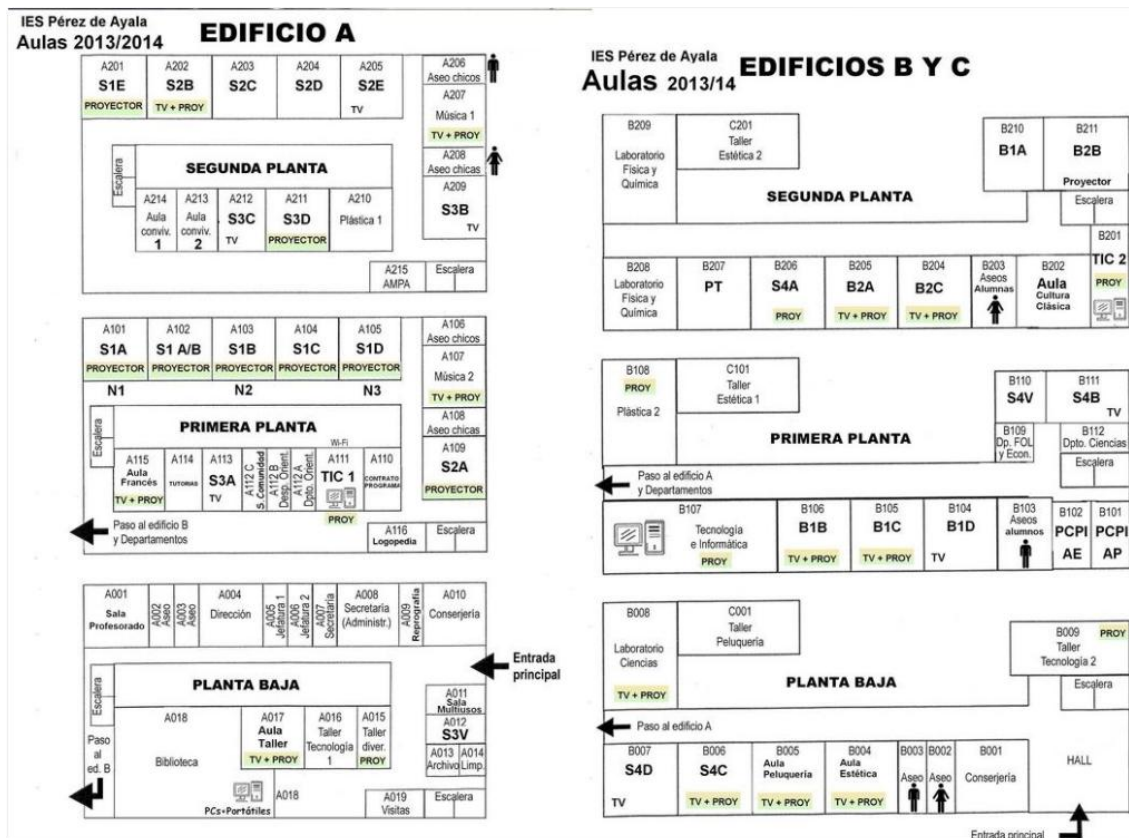 IES Pérez de Ayala
Aulas 2013/2014
EDIFICIO A
A201
S1E
PROYECTOR
A202
S2B
TV + PROY
A203
S2C
A204
S2D
A205
S2E
TV
A206
Aseo chicos
A207
Música 1
TV + PROY
A208
Aseo chicas
A209
S3B
TV
Escalera
SEGUNDA PLANTA
A214
Aula
conviv.
1
A213
Aula
conviv.
2
A212
S3C
TV
A211
S3D
PROYECTOR
A210
Plástica 1
A215
AMPA
Escalera
A101
S1A
PROYECTOR
A102
S1 A/B
PROYECTOR
A103
S1B
PROYECTOR
A104
S1C
PROYECTOR
A105
S1D
PROYECTOR
N1
N2
N3
A106
Aseo chicos
A107
Música 2
TV + PROY
A108
Aseo chicas
A109
S2A
PROYECTOR
Escalera
PRIMERA PLANTA
Wi-Fi
A115
Aula
Francés
TV + PROY
A114
TUTORIAS
A113
S3A
TV
A112 C
S. Comunidad
A112 B
Desp. Orient.
A112 A
Dpto. Orient.
A111
TIC 1
PROY
A110
CONTRATO
PROGRAMA
Paso al edificio B
y Departamentos
A116
Logopedia
Escalera
A001
Sala
Profesorado
A002
Aseo
A003
Aseo
A004
Dirección
A005
Jefatura 1
A006
Jefatura 2
A007
Secretaría
A008
Secretaría
(Administr.)
A009
Reprografía
A010
Conserjería
Entrada
principal
Escalera
PLANTA BAJA
A011
Sala
Multiusos
A012
S3V
A013
Archivo
A014
Limp.
Paso
al
ed. B
A018
Biblioteca
A017
Aula
Taller
TV + PROY
A016
Taller
Tecnología
1
A015
Taller
diver.
PROY
PCs+Portátiles
A018
A019
Visitas
Escalera
IES Pérez de Ayala
Aulas 2013/14
EDIFICIOS B Y C
B209
Laboratorio
Física y
Química
C201
Taller
Estética 2
B210
B1A
B211
B2B
Proyector
SEGUNDA PLANTA
Escalera
B201
TIC 2
PROY
B208
Laboratorio
Física y
Química
B207
PT
B206
S4A
PROY
B205
B2A
TV + PROY
B204
B2C
TV + PROY
B203
Aseos
Alumnas
B202
Aula
Cultura
Clásica
B108
PROY
Plástica 2
C101
Taller
Estética 1
B110
S4V
B111
S4B
TV
PRIMERA PLANTA
B109
Dp. FOL
y Econ.
B112
Dpto. Ciencias
Escalera
Paso al edificio A
y Departamentos
B107
Tecnología
e Informática
PROY
B106
B1B
TV + PROY
B105
B1C
TV + PROY
B104
B1D
TV
B103
Aseos
alumnos
B102
PCPI
AE
B101
PCPI
AP
B008
Laboratorio
Ciencias
TV + PROY
C001
Taller
Peluquería
B009
PROY
Taller
Tecnología 2
PLANTA BAJA
Escalera
Paso al edificio A
B007
S4D
TV
B006
S4C
TV + PROY
B005
Aula
Peluquería
TV + PROY
B004
Aula
Estética
TV + PROY
B003
Aseo
B002
Aseo
B001
Conserjería
HALL
Entrada principal